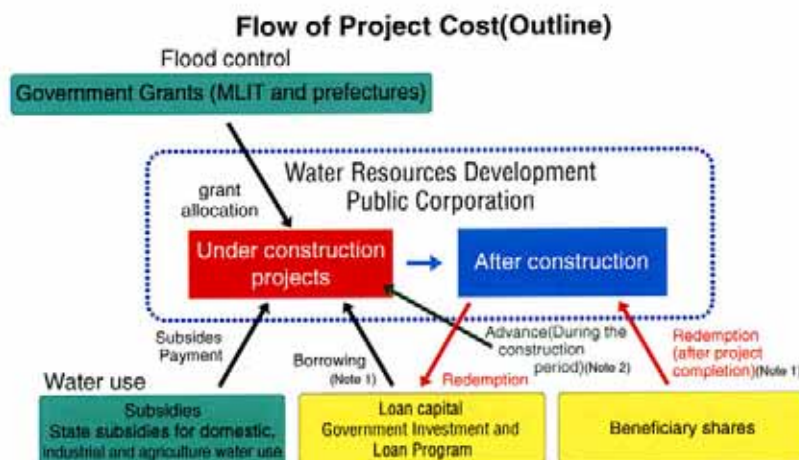 Flow of Project Cost(Outline)
Flood control
Government Grants (MLIT and prefectures)
Water Resources Development
Public Corporation
grant
allocation
Under construction
projects
After construction
Subsides
Payment
Borrowing
(Note 1)
Redemption
Advance(During the
construction
period)(Note 2)
Redemption
(after project
completion)(Note 1)
Water use
Subsidies
State subsidies for domestic,
industrial and agriculture water use
Loan capital
Government Investment and
Loan Program
Beneficiary shares